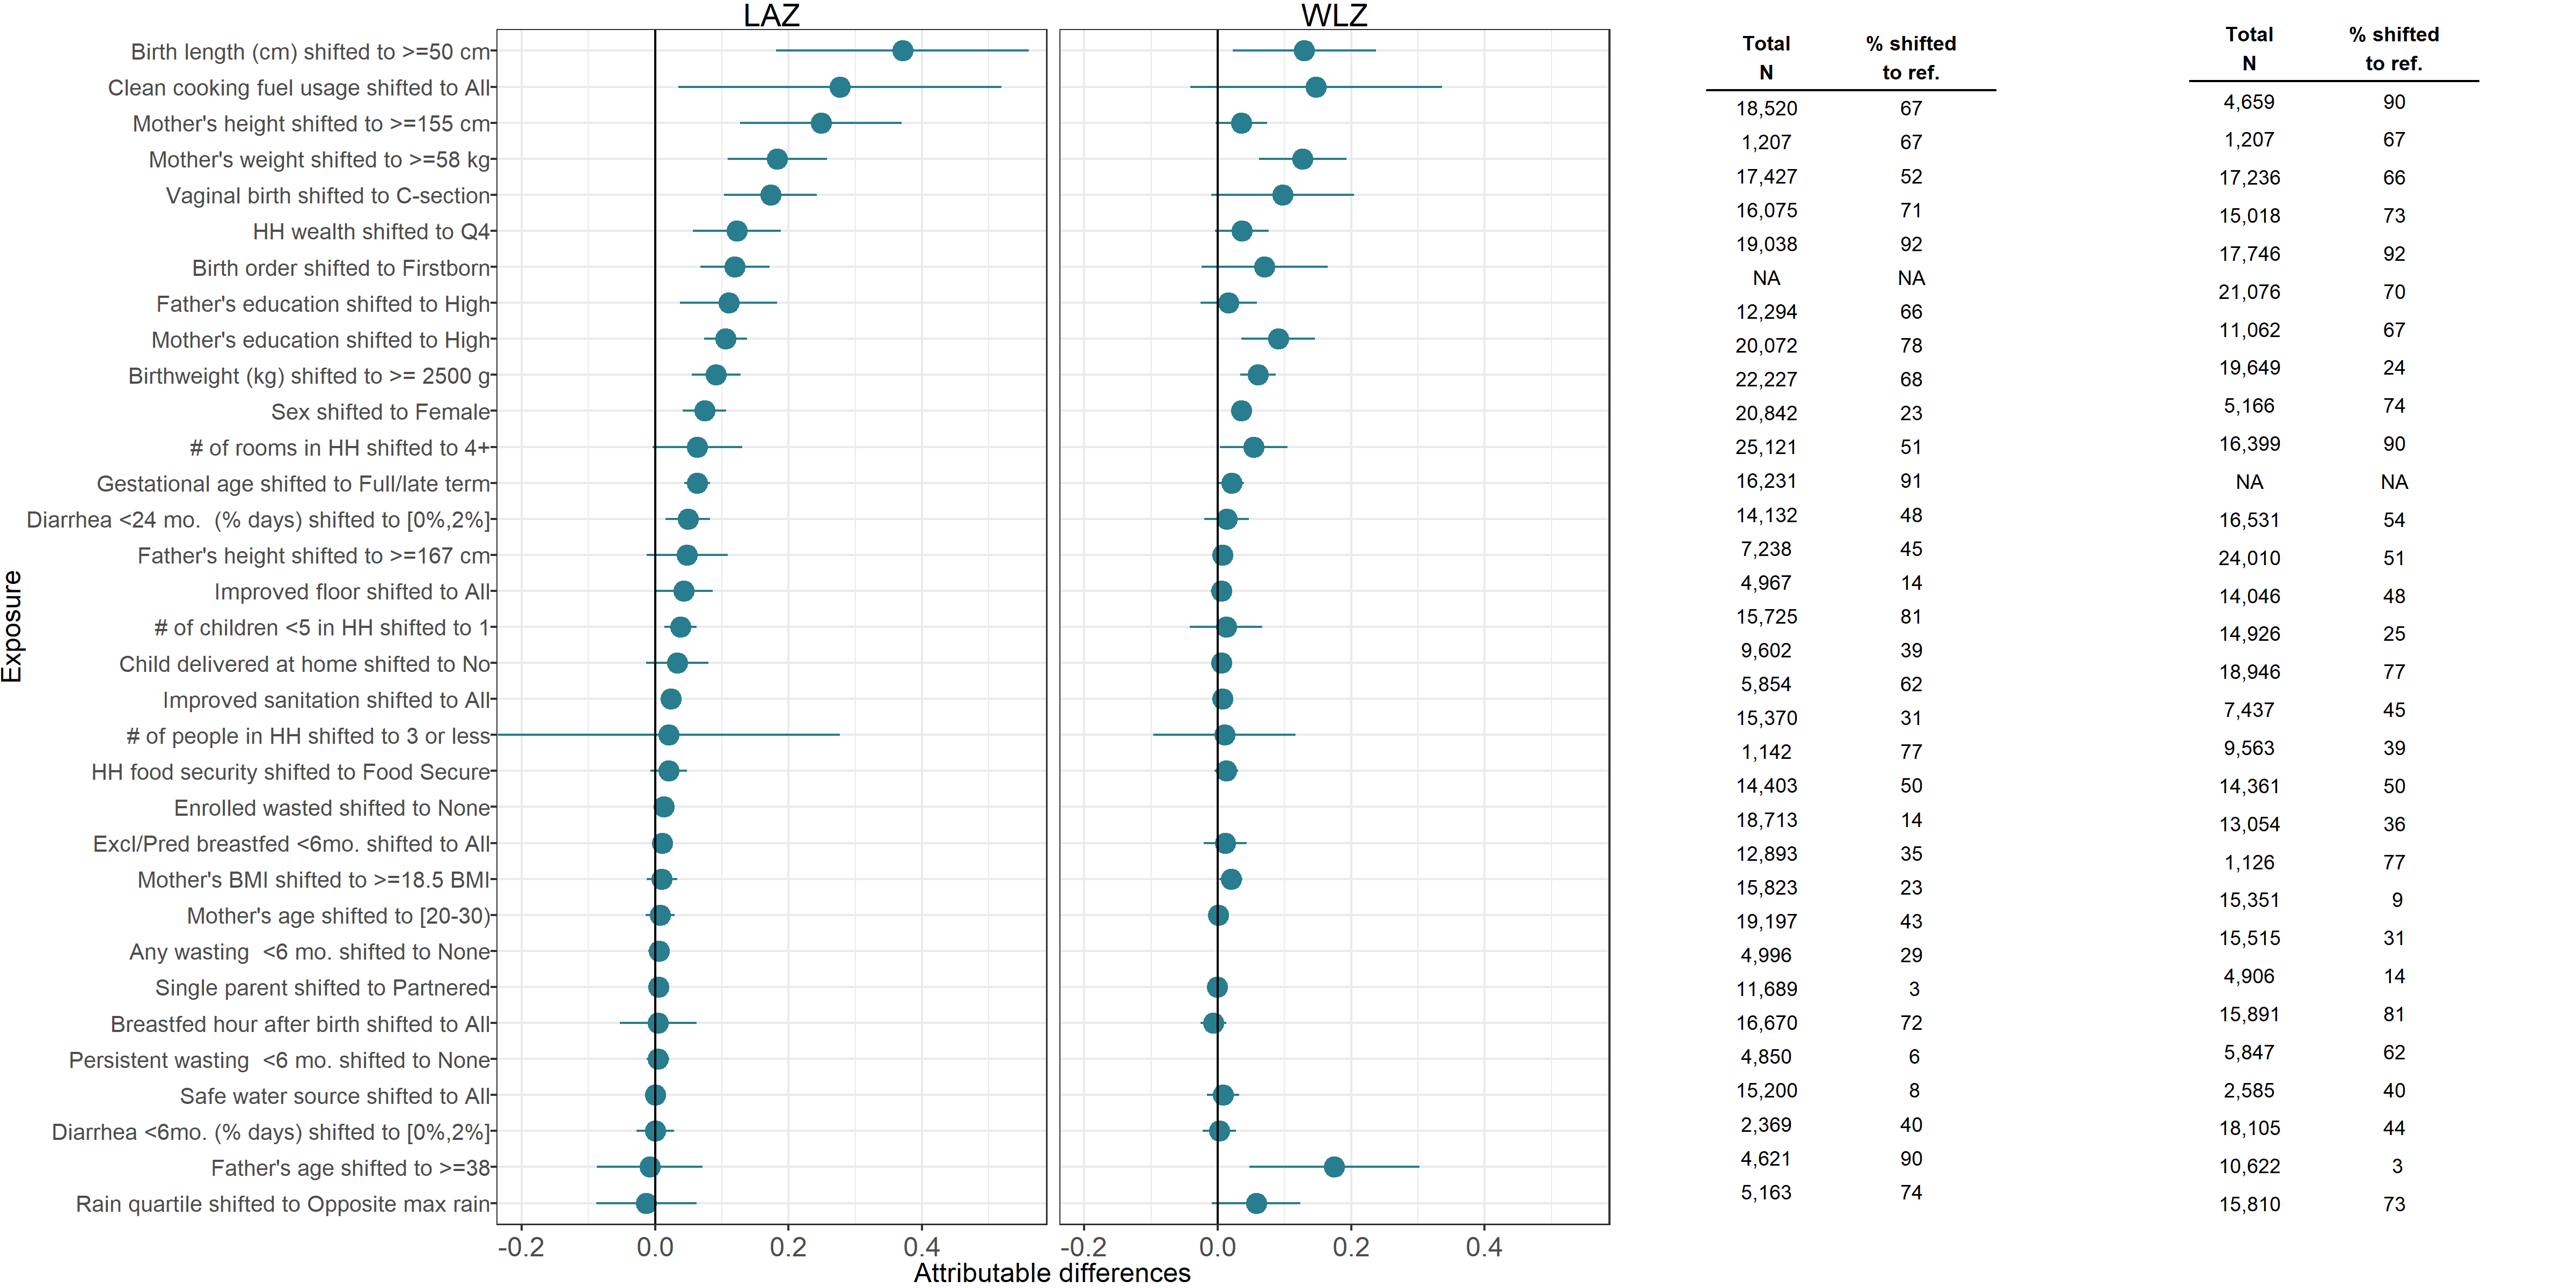 LAZ
WLZ
Exposure
Birth length (cm) shifted to >=50 cm
Clean cooking fuel usage shifted to All
Mother's height shifted to >=155 cm
Mother's weight shifted to >=58 kg
Vaginal birth shifted to C-section
HH wealth shifted to Q4
Birth order shifted to Firstborn
Father's education shifted to High
Mother's education shifted to High
Birthweight (kg) shifted to >= 2500 g
Sex shifted to Female
# of rooms in HH shifted to 4+
Gestational age shifted to Full/late term
Diarrhea <24 mo.  (% days) shifted to [0%,2%]
Father's height shifted to >=167 cm
Improved floor shifted to All
# of children <5 in HH shifted to 1
Child delivered at home shifted to No
Improved sanitation shifted to All
# of people in HH shifted to 3 or less
HH food security shifted to Food Secure
Enrolled wasted shifted to None
Excl/Pred breastfed <6mo. shifted to All
Mother's BMI shifted to >=18.5 BMI
Mother's age shifted to [20-30)
Any wasting  <6 mo. shifted to None
Single parent shifted to Partnered
Breastfed hour after birth shifted to All
Persistent wasting  <6 mo. shifted to None
Safe water source shifted to All
Diarrhea <6mo. (% days) shifted to [0%,2%]
Father's age shifted to >=38
Rain quartile shifted to Opposite max rain
-0.2 0.0 0.2 0.4
-0.2 0.0 0.2 0.4
Attributable differences
Total % shifted
N to ref.
18,520 67
1,207 67
17,427 52
16,075 71
19,038 92
NA NA
12,294 66
20,072 78
22,227 68
20,842 23
25,121 51
16,231 91
14,132 48
7,238 45
4,967 14
15,725 81
9,602 39
5,854 62
15,370 31
1,142 77
14,403 50
18,713 14
12,893 35
15,823 23
19,197 43
4,996 29
11,689 3
16,670 72
4,850 6
15,200 8
2,369 40
4,621 90
5,163 74
Total % shifted
N to ref.
4,659 90
1,207 67
17,236 66
15,018 73
17,746 92
21,076 70
11,062 67
19,649 24
5,166 74
16,399 90
NA NA
16,531 54
24,010 51
14,046 48
14,926 25
18,946 77
7,437 45
9,563 39
14,361 50
13,054 36
1,126 77
15,351 9
15,515 31
4,906 14
15,891 81
5,847 62
2,585 40
18,105 44
10,622 3
15,810 73